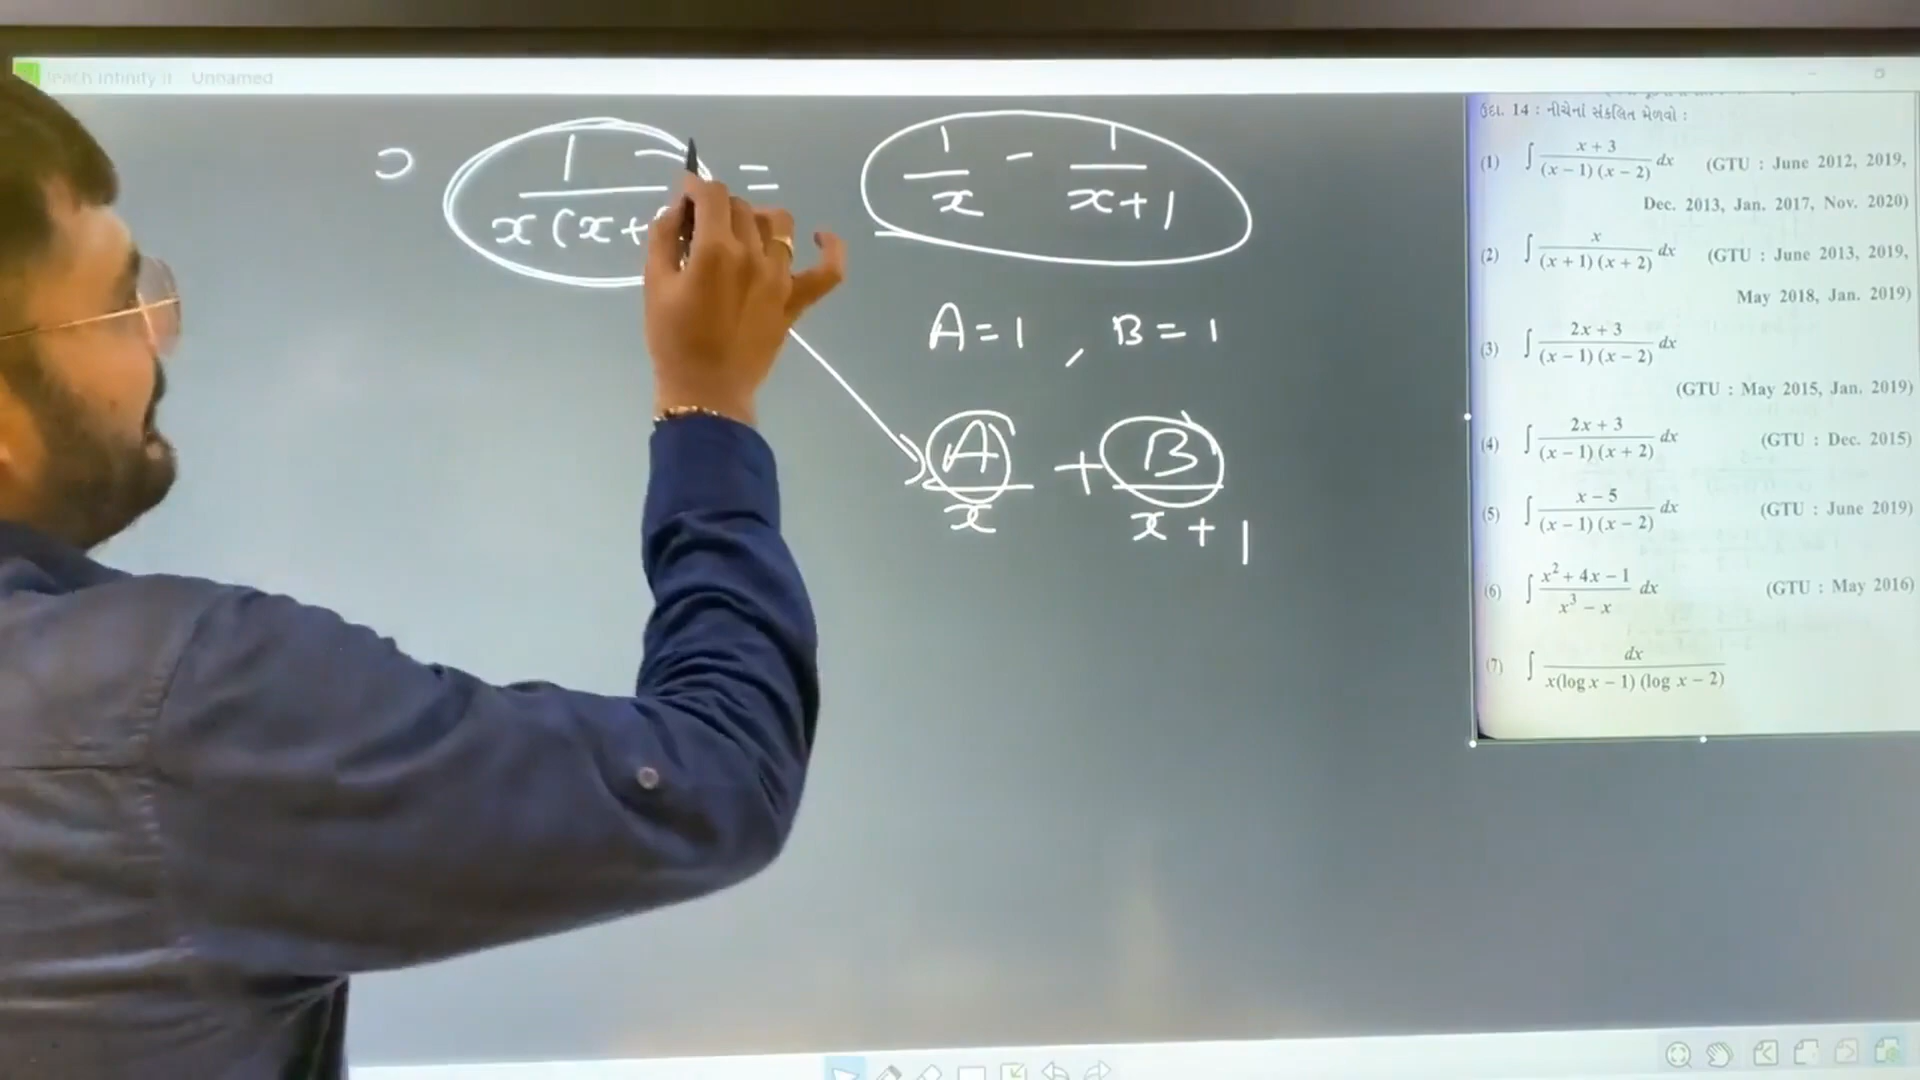 Teach Infinity it - Unnamed
1 / x(x+ = 1/x - 1/(x+1)
A = 1 , B = 1
A/x + B/(x+1)
ઉદા. 14 : નીચેનાં સંકલિત મેળવો :
(1) ∫ (x + 3) / ((x − 1) (x − 2)) dx (GTU : June 2012, 2019,
Dec. 2013, Jan. 2017, Nov. 2020)
(2) ∫ x / ((x + 1) (x + 2)) dx (GTU : June 2013, 2019,
May 2018, Jan. 2019)
(3) ∫ (2x + 3) / ((x − 1) (x − 2)) dx
(GTU : May 2015, Jan. 2019)
(4) ∫ (2x + 3) / ((x − 1) (x + 2)) dx (GTU : Dec. 2015)
(5) ∫ (x − 5) / ((x − 1) (x − 2)) dx (GTU : June 2019)
(6) ∫ (x² + 4x − 1) / (x³ − x) dx (GTU : May 2016)
(7) ∫ dx / (x(log x − 1) (log x − 2))